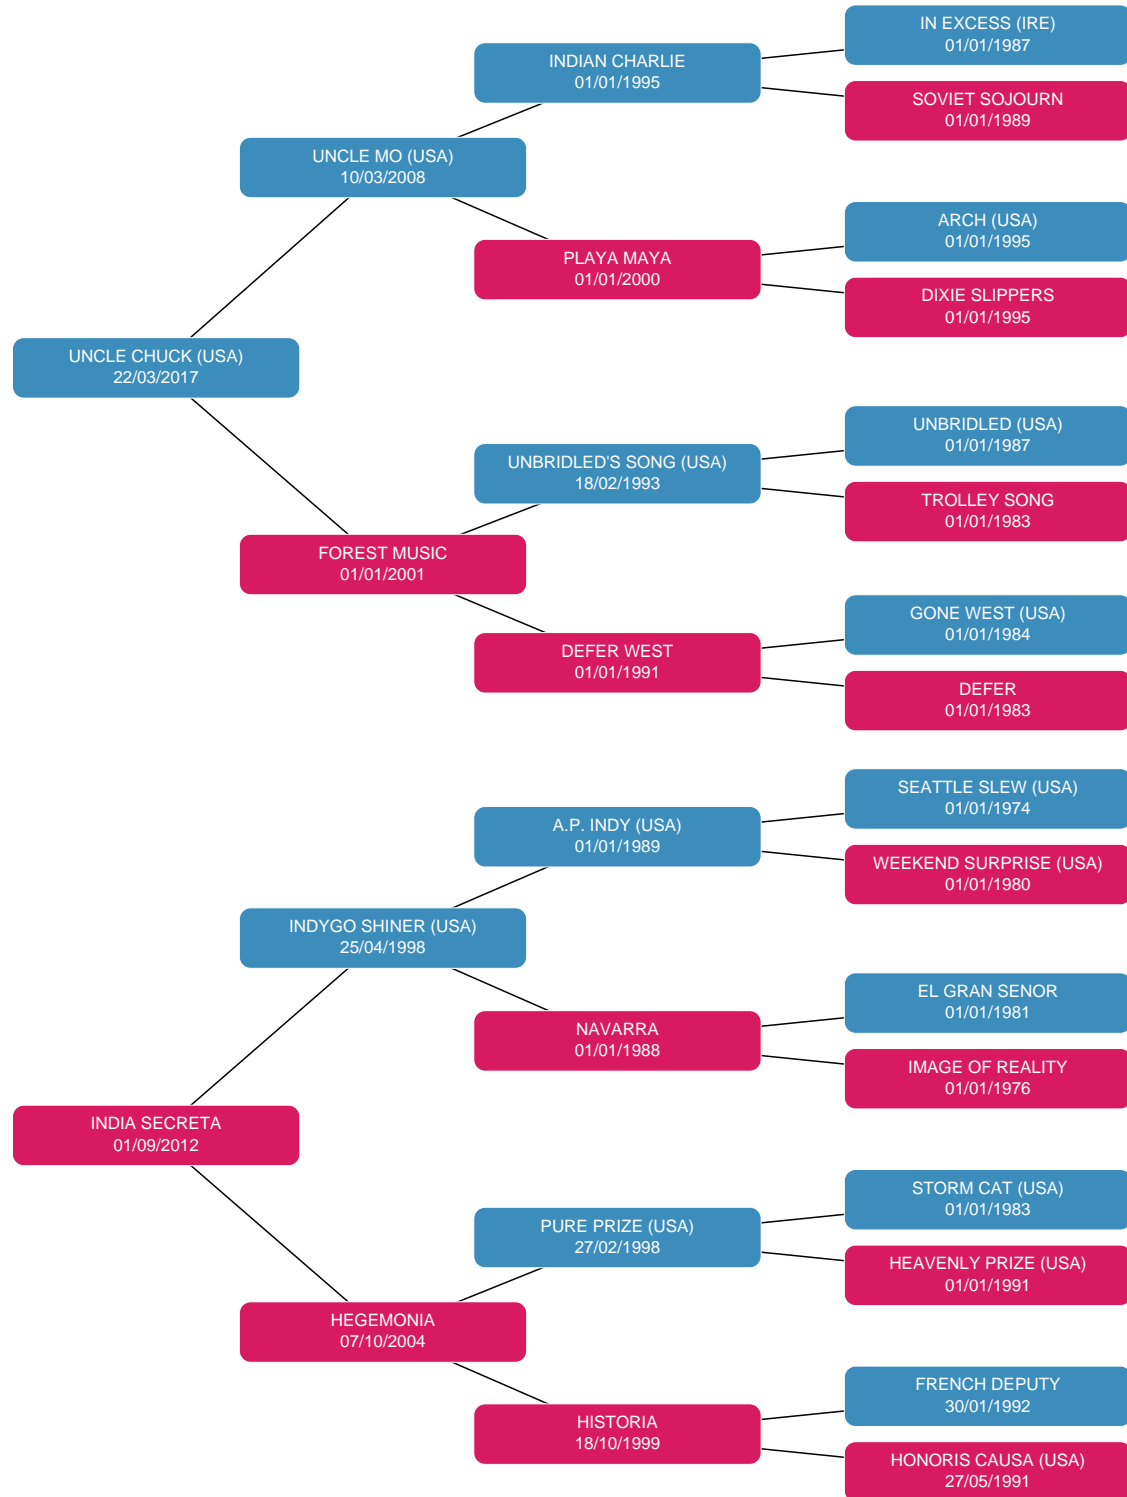 IN EXCESS (IRE)
01/01/1987
INDIAN CHARLIE
01/01/1995
SOVIET SOJOURN
01/01/1989
UNCLE MO (USA)
10/03/2008
ARCH (USA)
01/01/1995
PLAYA MAYA
01/01/2000
DIXIE SLIPPERS
01/01/1995
UNCLE CHUCK (USA)
22/03/2017
UNBRIDLED (USA)
01/01/1987
UNBRIDLED'S SONG (USA)
18/02/1993
TROLLEY SONG
01/01/1983
FOREST MUSIC
01/01/2001
GONE WEST (USA)
01/01/1984
DEFER WEST
01/01/1991
DEFER
01/01/1983
SEATTLE SLEW (USA)
01/01/1974
A.P. INDY (USA)
01/01/1989
WEEKEND SURPRISE (USA)
01/01/1980
INDYGO SHINER (USA)
25/04/1998
EL GRAN SENOR
01/01/1981
NAVARRA
01/01/1988
IMAGE OF REALITY
01/01/1976
INDIA SECRETA
01/09/2012
STORM CAT (USA)
01/01/1983
PURE PRIZE (USA)
27/02/1998
HEAVENLY PRIZE (USA)
01/01/1991
HEGEMONIA
07/10/2004
FRENCH DEPUTY
30/01/1992
HISTORIA
18/10/1999
HONORIS CAUSA (USA)
27/05/1991